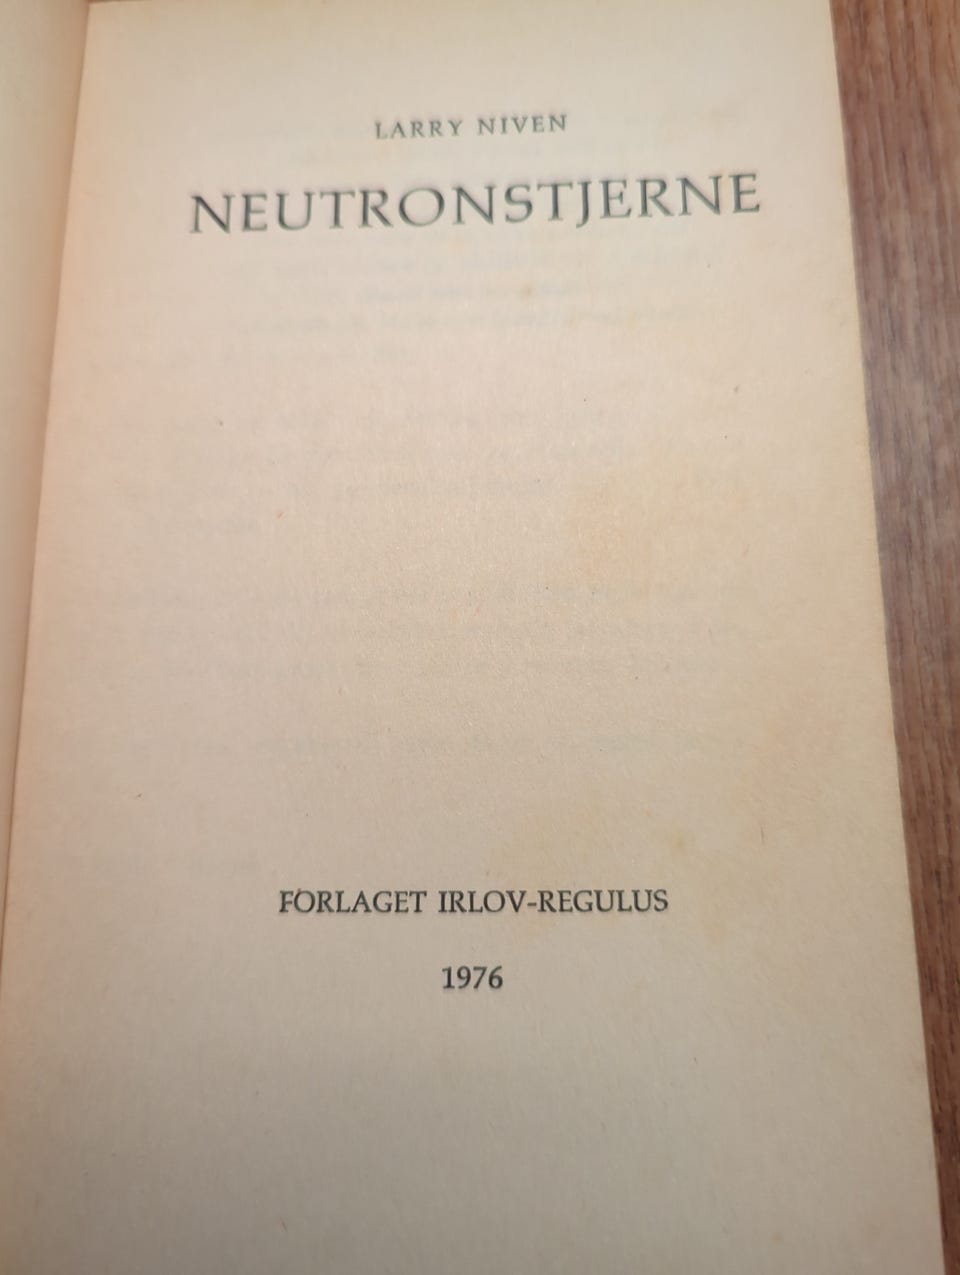 LARRY NIVEN
NEUTRONSTJERNE
FORLAGET IRLOV-REGULUS
1976